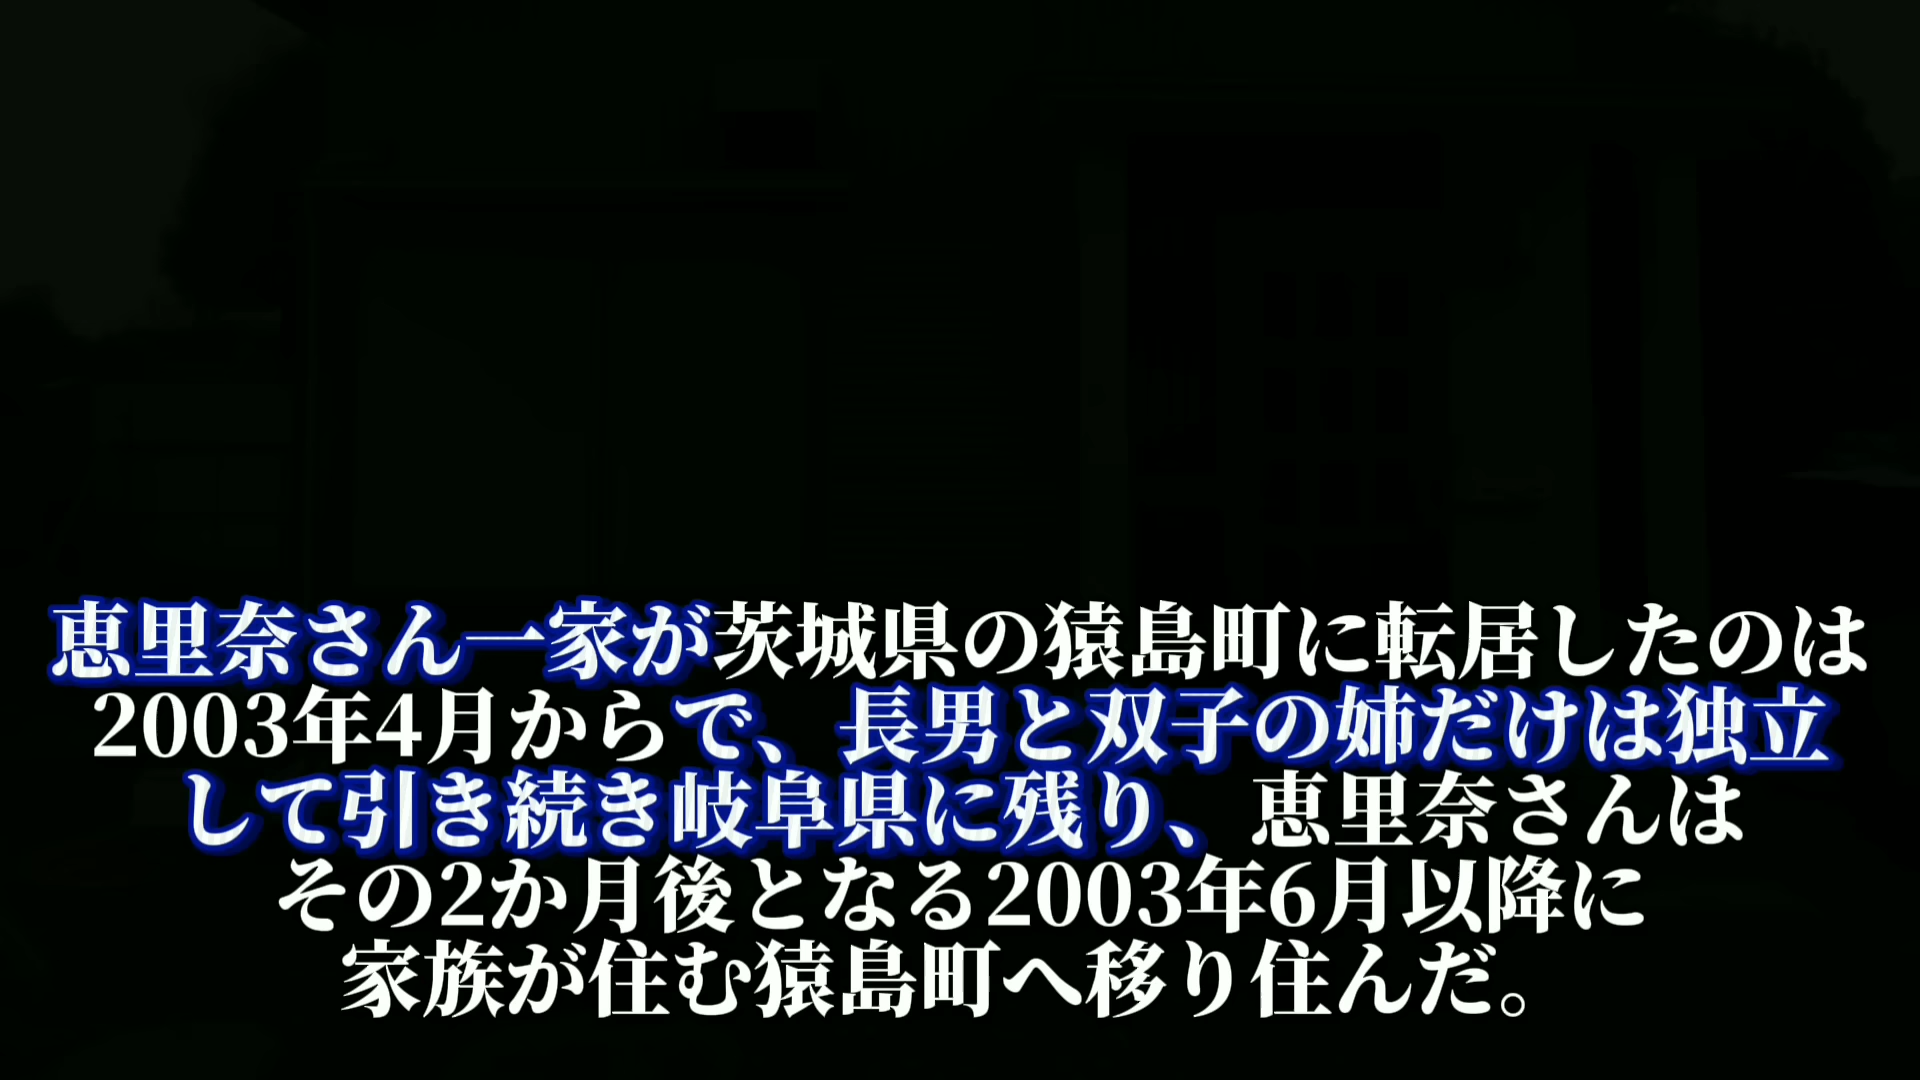 恵里奈さん一家が茨城県の猿島町に転居したのは
2003年4月からで、長男と双子の姉だけは独立
して引き続き岐阜県に残り、恵里奈さんは
その2か月後となる2003年6月以降に
家族が住む猿島町へ移り住んだ。